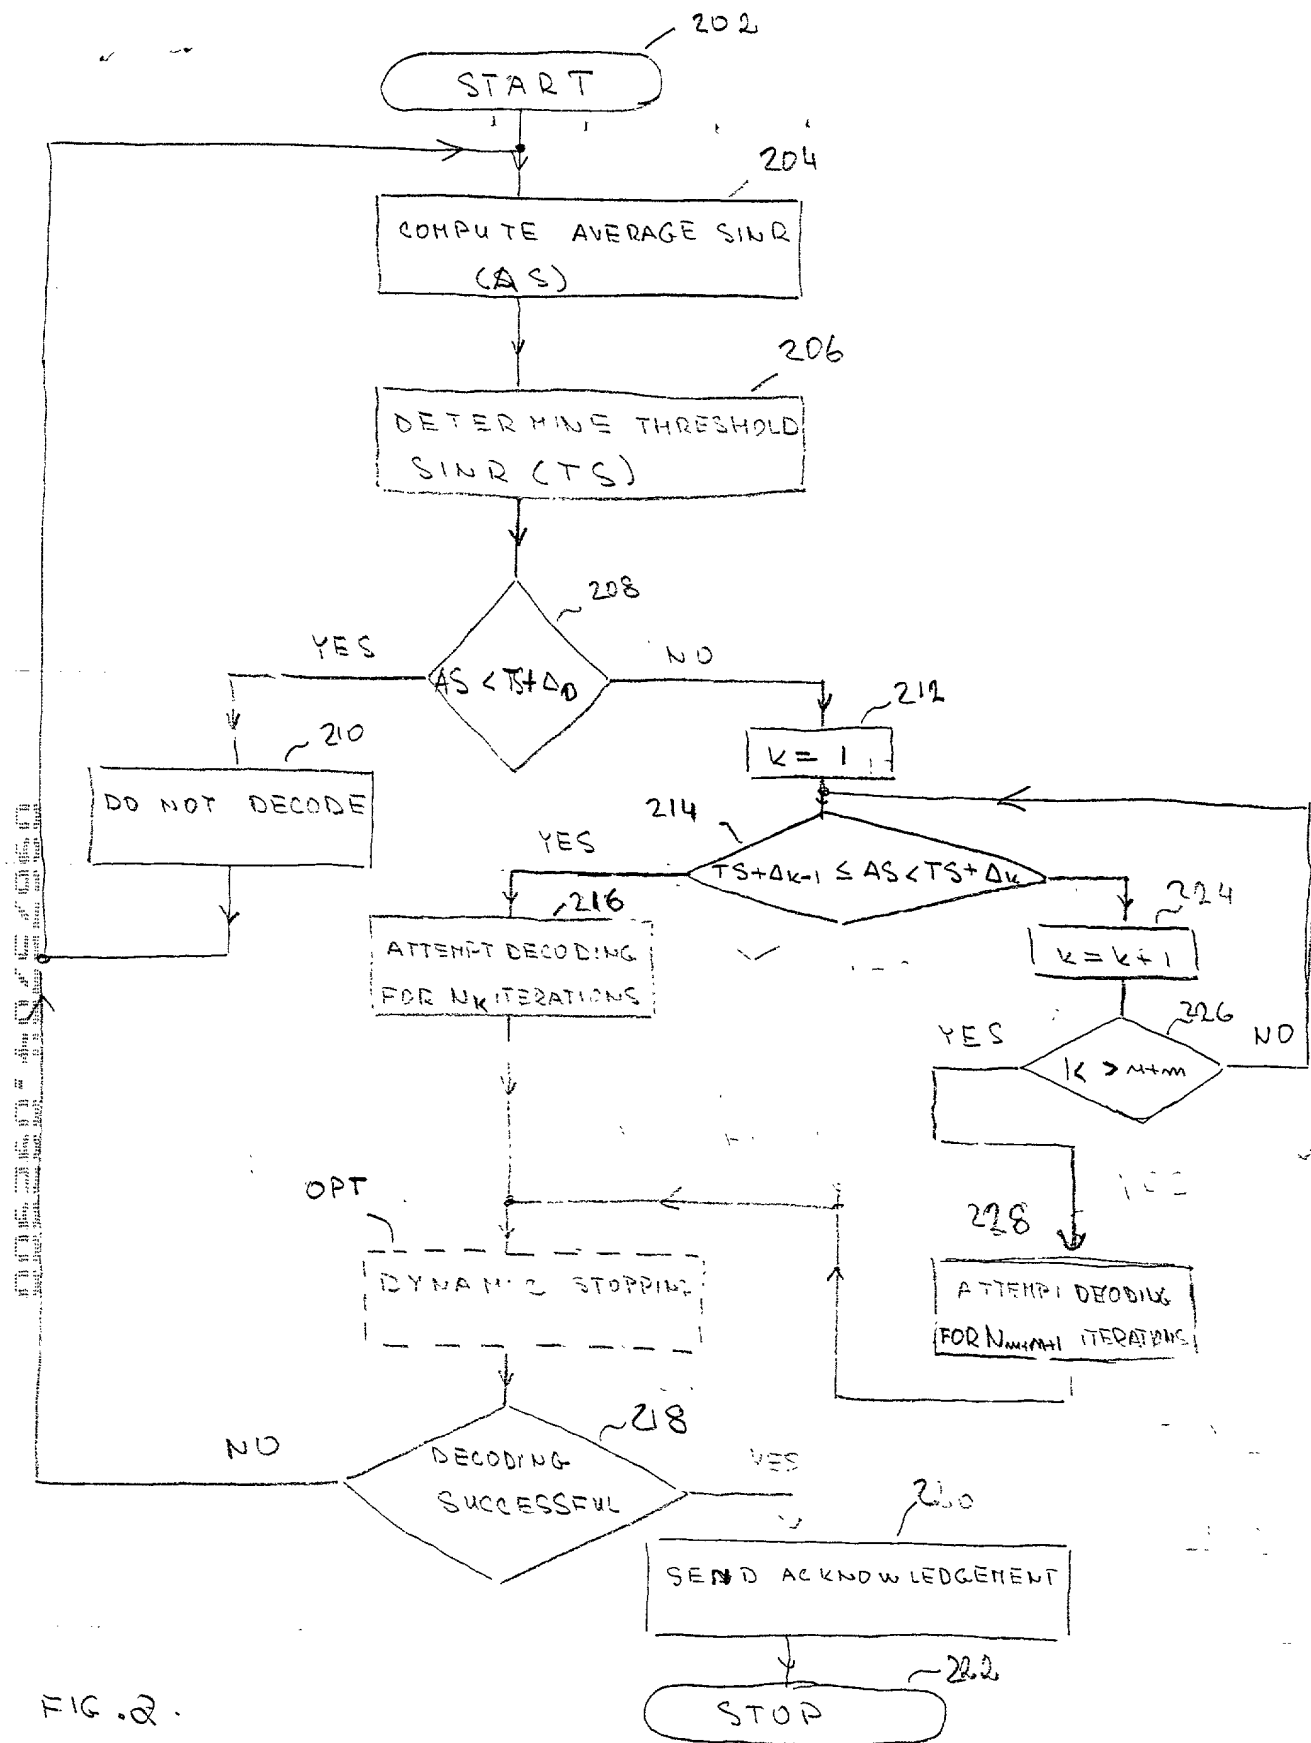 202
START
204
COMPUTE AVERAGE SINR
(AS)
206
DETERMINE THRESHOLD
SINR (TS)
208
YES
NO
AS < TS+ Δ0
212
210
k = 1
DO NOT DECODE
214
YES
TS+Δk-1 ≤ AS < TS+Δk
224
216
ATTEMPT DECODING
FOR Nk ITERATIONS
k = k+1
226
YES
NO
k > n+m
OPT
228
DYNAMIC STOPPING
ATTEMPT DECODING
ITERATIONS
218
NO
YES
DECODING
SUCCESSFUL
220
SEND ACKNOWLEDGEMENT
222
STOP
FIG.2.